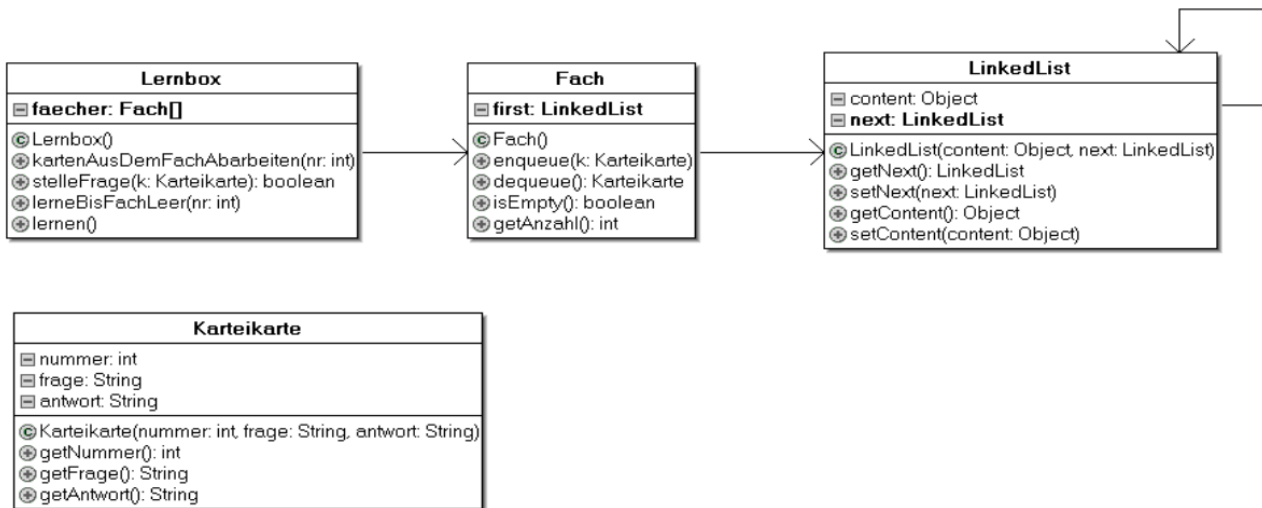 Lernbox
faecher: Fach[]
Lernbox()
kartenAusDemFachAbarbeiten(nr: int)
stelleFrage(k: Karteikarte): boolean
lerneBisFachLeer(nr: int)
lernen()
Fach
first: LinkedList
Fach()
enqueue(k: Karteikarte)
dequeue(): Karteikarte
isEmpty(): boolean
getAnzahl(): int
LinkedList
content: Object
next: LinkedList
LinkedList(content: Object, next: LinkedList)
getNext(): LinkedList
setNext(next: LinkedList)
getContent(): Object
setContent(content: Object)
Karteikarte
nummer: int
frage: String
antwort: String
Karteikarte(nummer: int, frage: String, antwort: String)
getNummer(): int
getFrage(): String
getAntwort(): String